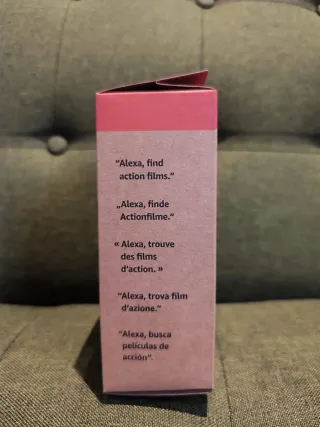 “Alexa, find
action films.”
„Alexa, finde
Actionfilme.“
« Alexa, trouve
des films
d’action. »
“Alexa, trova film
d’azione.”
“Alexa, busca
películas de
acción”.